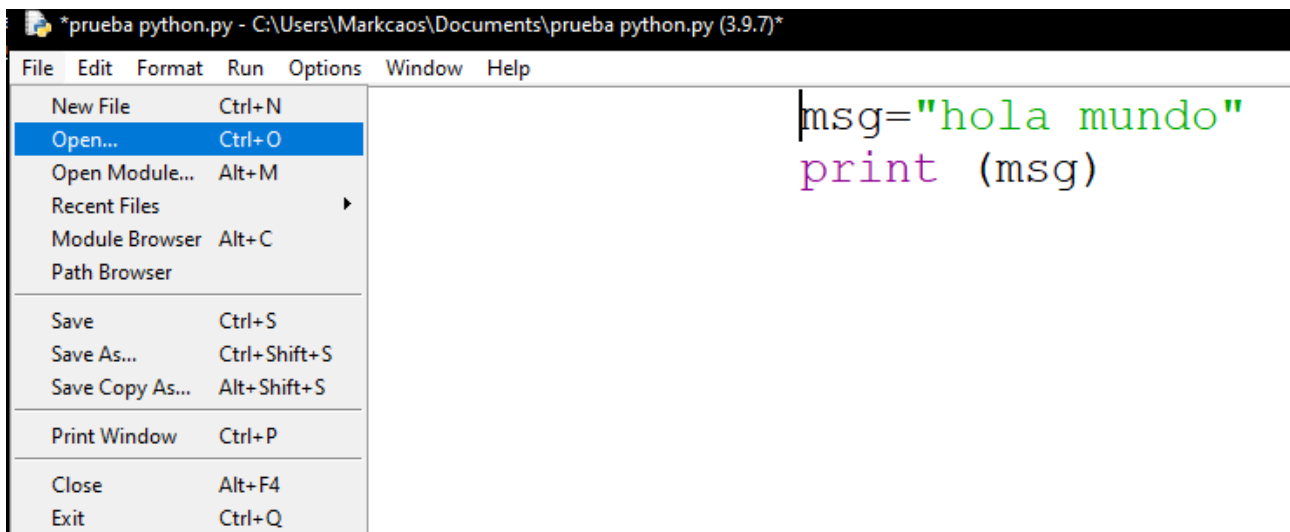 *prueba python.py - C:\Users\Markcaos\Documents\prueba python.py (3.9.7)*
File Edit Format Run Options Window Help
New File Ctrl+N
Open... Ctrl+O
Open Module... Alt+M
Recent Files
Module Browser Alt+C
Path Browser
Save Ctrl+S
Save As... Ctrl+Shift+S
Save Copy As... Alt+Shift+S
Print Window Ctrl+P
Close Alt+F4
Exit Ctrl+Q
msg="hola mundo"
print (msg)